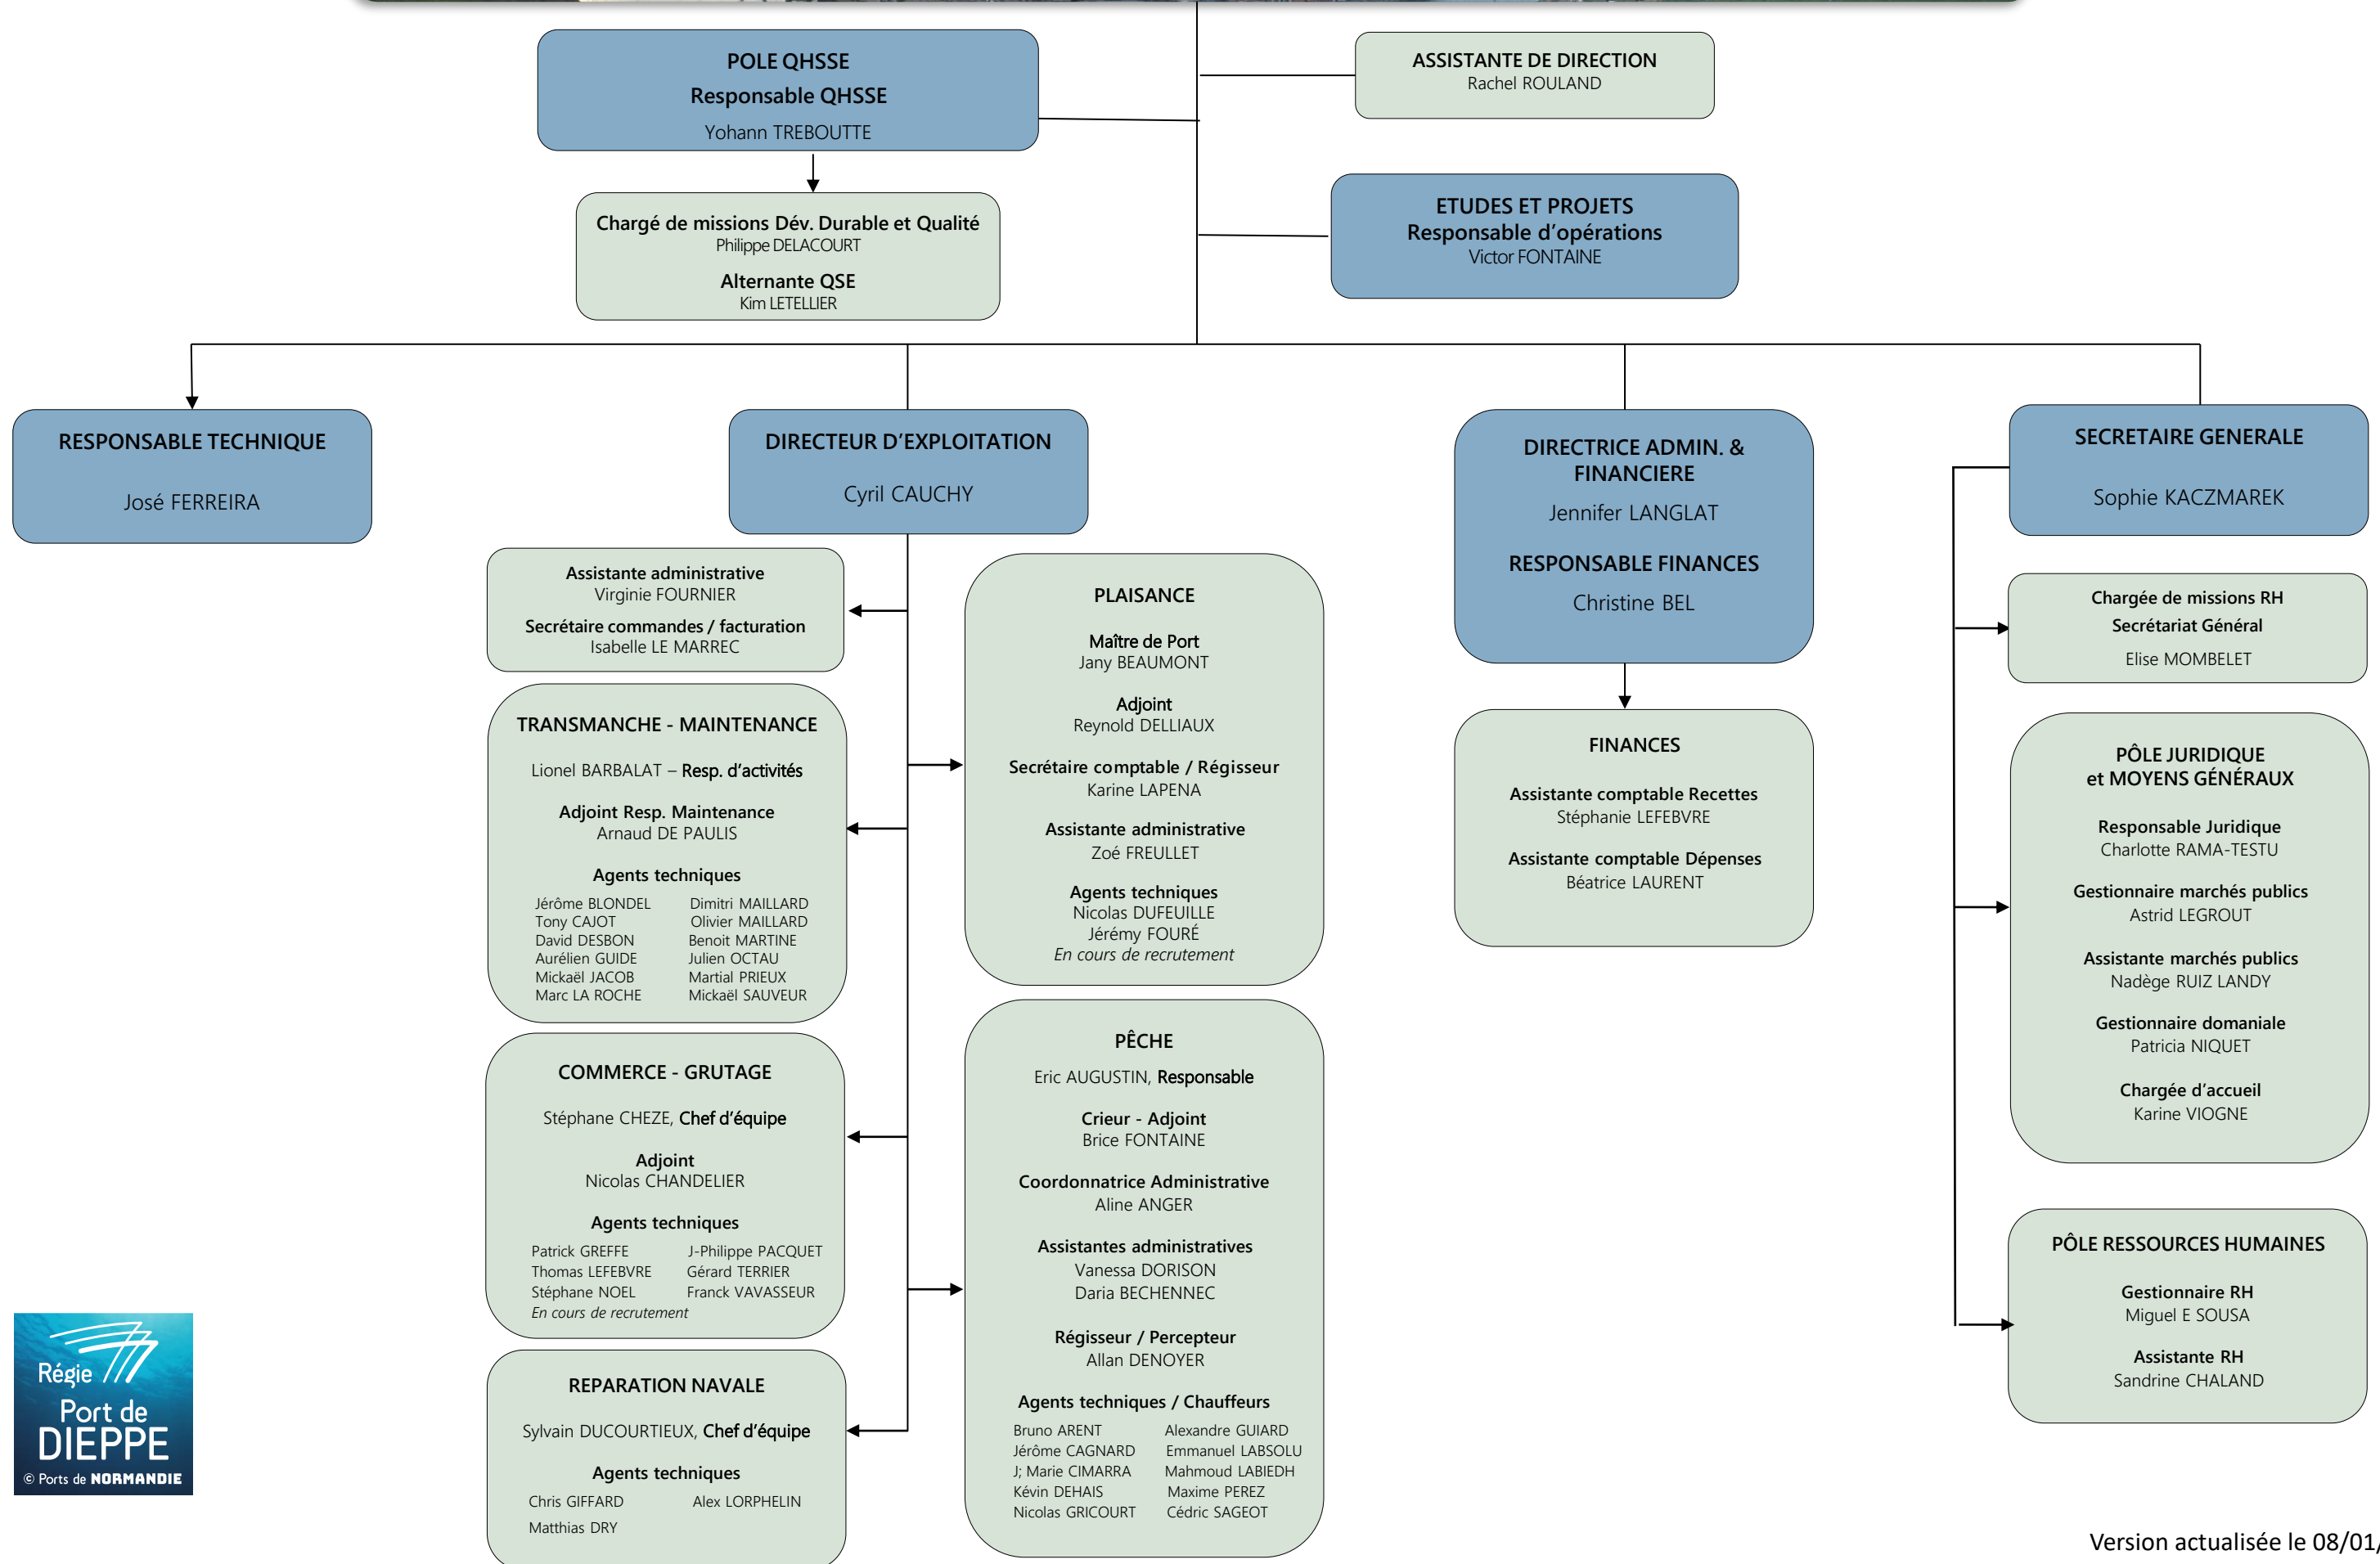 POLE QHSSE
Responsable QHSSE
Yohann TREBOUTTE
ASSISTANTE DE DIRECTION
Rachel ROULAND
Chargé de missions Dév. Durable et Qualité
Philippe DELACOURT
Alternante QSE
Kim LETELLIER
ETUDES ET PROJETS
Responsable d’opérations
Victor FONTAINE
RESPONSABLE TECHNIQUE
José FERREIRA
DIRECTEUR D’EXPLOITATION
Cyril CAUCHY
DIRECTRICE ADMIN. &
FINANCIERE
Jennifer LANGLAT
RESPONSABLE FINANCES
Christine BEL
SECRETAIRE GENERALE
Sophie KACZMAREK
Assistante administrative
Virginie FOURNIER
Secrétaire commandes / facturation
Isabelle LE MARREC
TRANSMANCHE - MAINTENANCE
Lionel BARBALAT – Resp. d’activités
Adjoint Resp. Maintenance
Arnaud DE PAULIS
Agents techniques
Jérôme BLONDEL Dimitri MAILLARD
Tony CAJOT Olivier MAILLARD
David DESBON Benoit MARTINE
Aurélien GUIDE Julien OCTAU
Mickaël JACOB Martial PRIEUX
Marc LA ROCHE Mickaël SAUVEUR
COMMERCE - GRUTAGE
Stéphane CHEZE, Chef d’équipe
Adjoint
Nicolas CHANDELIER
Agents techniques
Patrick GREFFE J-Philippe PACQUET
Thomas LEFEBVRE Gérard TERRIER
Stéphane NOEL Franck VAVASSEUR
En cours de recrutement
REPARATION NAVALE
Sylvain DUCOURTIEUX, Chef d’équipe
Agents techniques
Chris GIFFARD Alex LORPHELIN
Matthias DRY
PLAISANCE
Maître de Port
Jany BEAUMONT
Adjoint
Reynold DELLIAUX
Secrétaire comptable / Régisseur
Karine LAPENA
Assistante administrative
Zoé FREULLET
Agents techniques
Nicolas DUFEUILLE
Jérémy FOURÉ
En cours de recrutement
PÊCHE
Eric AUGUSTIN, Responsable
Crieur - Adjoint
Brice FONTAINE
Coordonnatrice Administrative
Aline ANGER
Assistantes administratives
Vanessa DORISON
Daria BECHENNEC
Régisseur / Percepteur
Allan DENOYER
Agents techniques / Chauffeurs
Bruno ARENT Alexandre GUIARD
Jérôme CAGNARD Emmanuel LABSOLU
J; Marie CIMARRA Mahmoud LABIEDH
Kévin DEHAIS Maxime PEREZ
Nicolas GRICOURT Cédric SAGEOT
FINANCES
Assistante comptable Recettes
Stéphanie LEFEBVRE
Assistante comptable Dépenses
Béatrice LAURENT
Chargée de missions RH
Secrétariat Général
Elise MOMBELET
PÔLE JURIDIQUE
et MOYENS GÉNÉRAUX
Responsable Juridique
Charlotte RAMA-TESTU
Gestionnaire marchés publics
Astrid LEGROUT
Assistante marchés publics
Nadège RUIZ LANDY
Gestionnaire domaniale
Patricia NIQUET
Chargée d’accueil
Karine VIOGNE
PÔLE RESSOURCES HUMAINES
Gestionnaire RH
Miguel E SOUSA
Assistante RH
Sandrine CHALAND
Régie
Port de
DIEPPE
© Ports de NORMANDIE
Version actualisée le 08/01/